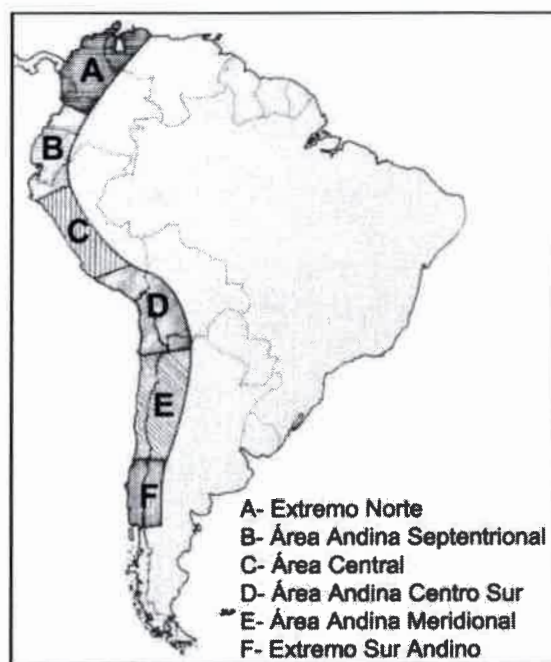 A
B
C
D
E
F
A- Extremo Norte
B- Área Andina Septentrional
C- Área Central
D- Área Andina Centro Sur
E- Área Andina Meridional
F- Extremo Sur Andino